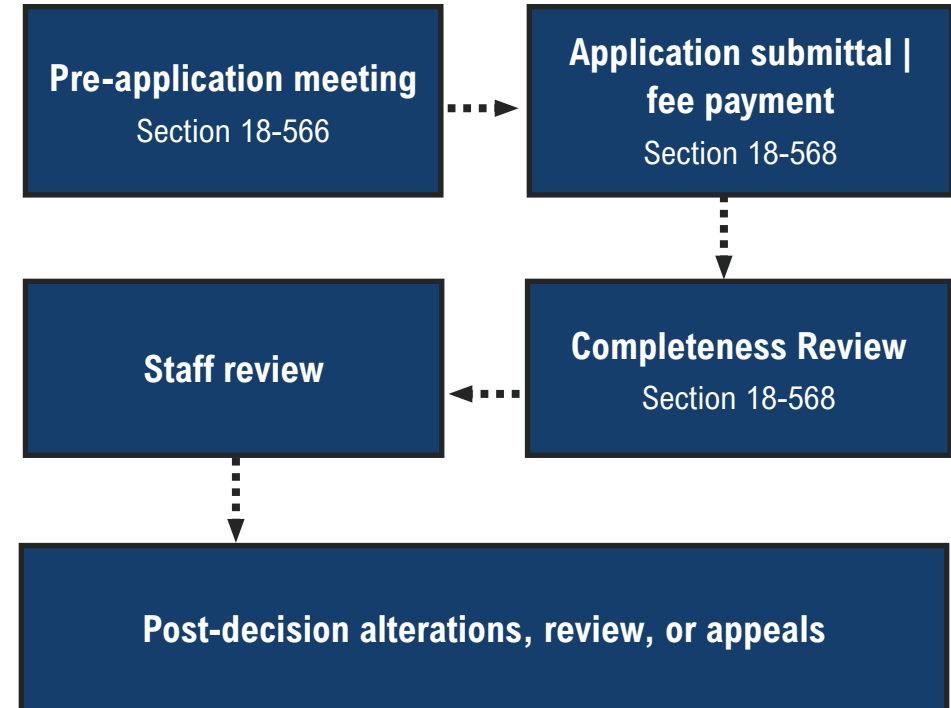 Pre-application meeting
Section 18-566
Application submittal |
fee payment
Section 18-568
Completeness Review
Section 18-568
Staff review
Post-decision alterations, review, or appeals